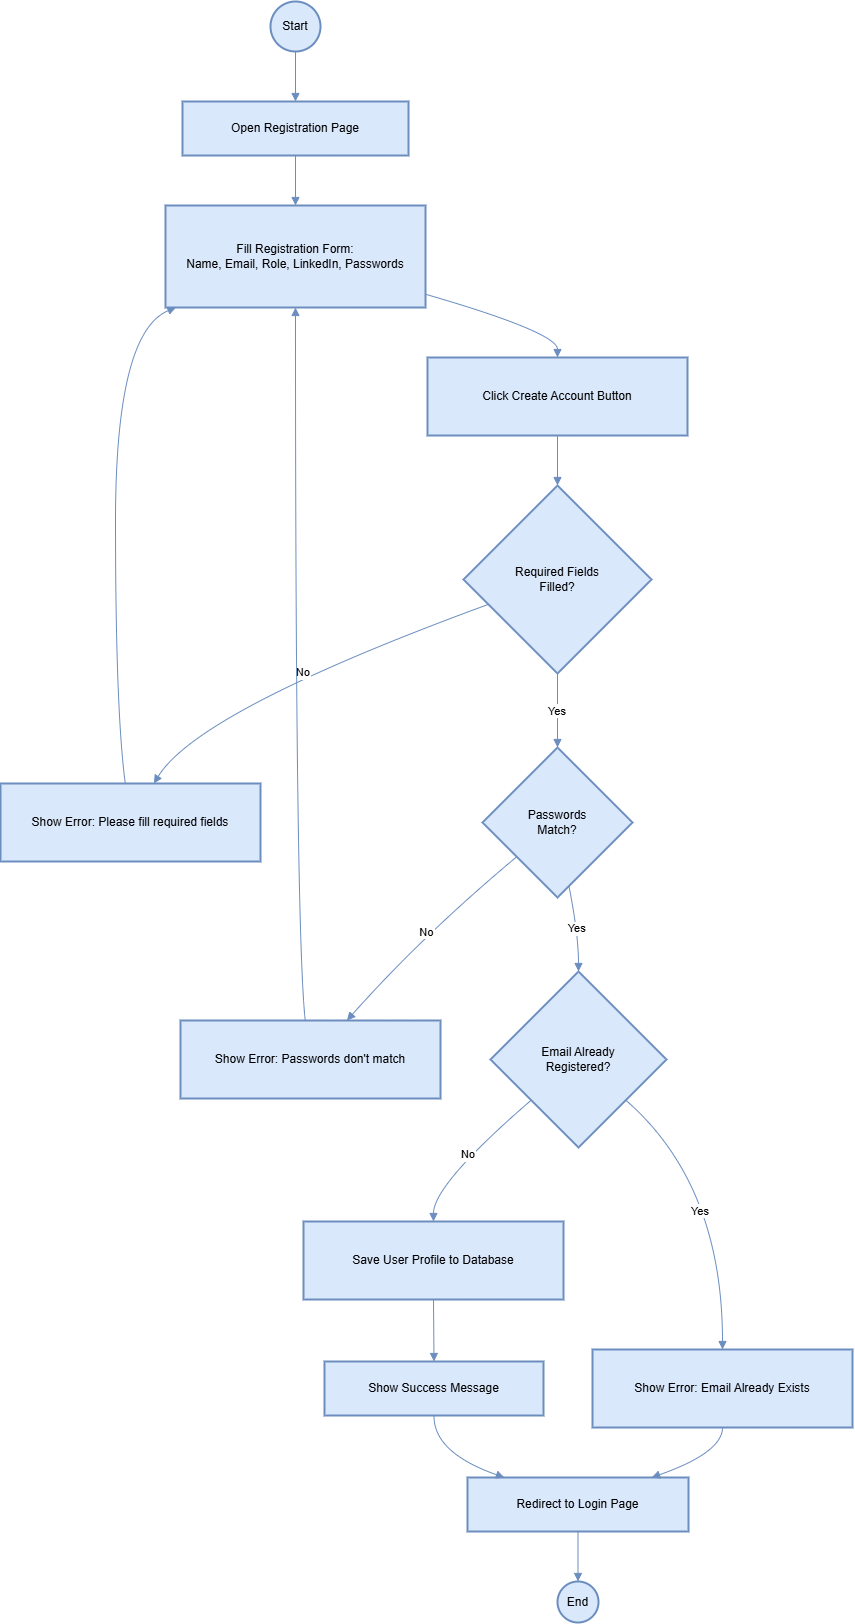 Start
Open Registration Page
Fill Registration Form:
Name, Email, Role, LinkedIn, Passwords
Click Create Account Button
Required Fields
Filled?
No
Yes
Show Error: Please fill required fields
Passwords
Match?
No
Yes
Show Error: Passwords don't match
Email Already
Registered?
No
Yes
Save User Profile to Database
Show Success Message
Show Error: Email Already Exists
Redirect to Login Page
End